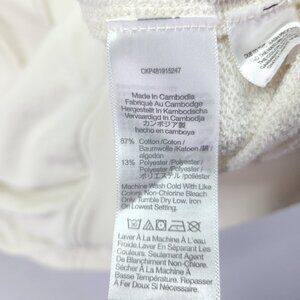 CKP481915247
Made In Cambodia
Fabriqué Au Cambodge
Hergestellt In Kambodscha
Vervaardigd In Cambodja
カンボジア製
hecho en camboya
87% Cotton/Coton/
Baumwolle/Katoen/綿/
algodón
13% Polyester/Polyester/
Polyester/Polyester/
ポリエステル/poliéster
Machine Wash Cold With Like
Colors. Non-Chlorine Bleach
Only. Tumble Dry Low. Iron
On Lowest Setting.
Laver À La Machine À L'eau
Froide.Laver En Séparant Les
Couleurs. Seulement Agent
De Blanchiment Non-Chloré.
Sécher À La Machine À Bas.
Repasser
À Fer Doux Si Nécessaire.